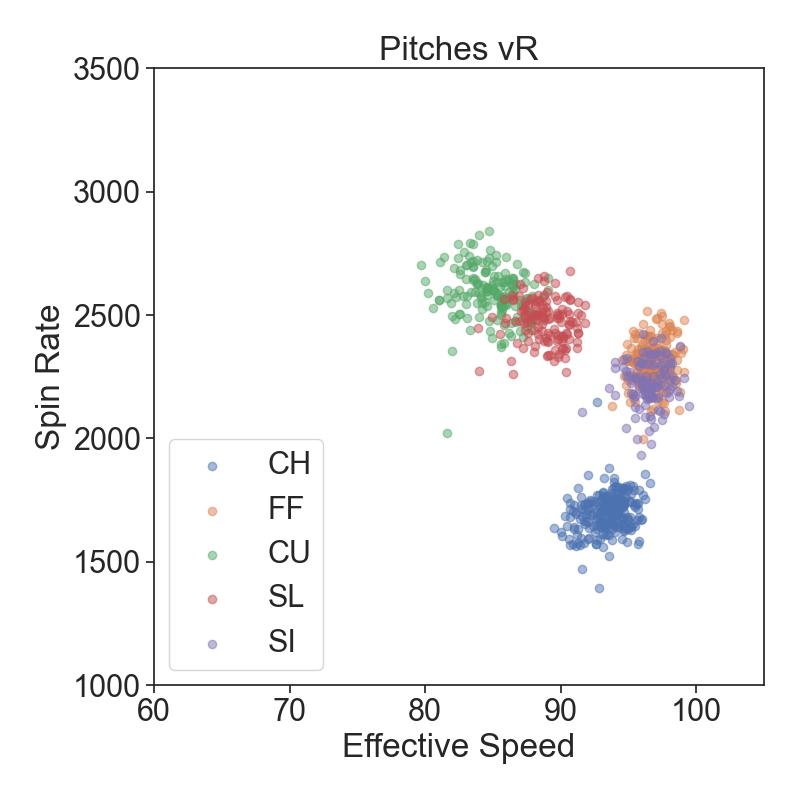 Pitches vR
3500
3000
2500
2000
1500
1000
Spin Rate
CH
FF
CU
SL
SI
60 70 80 90 100
Effective Speed